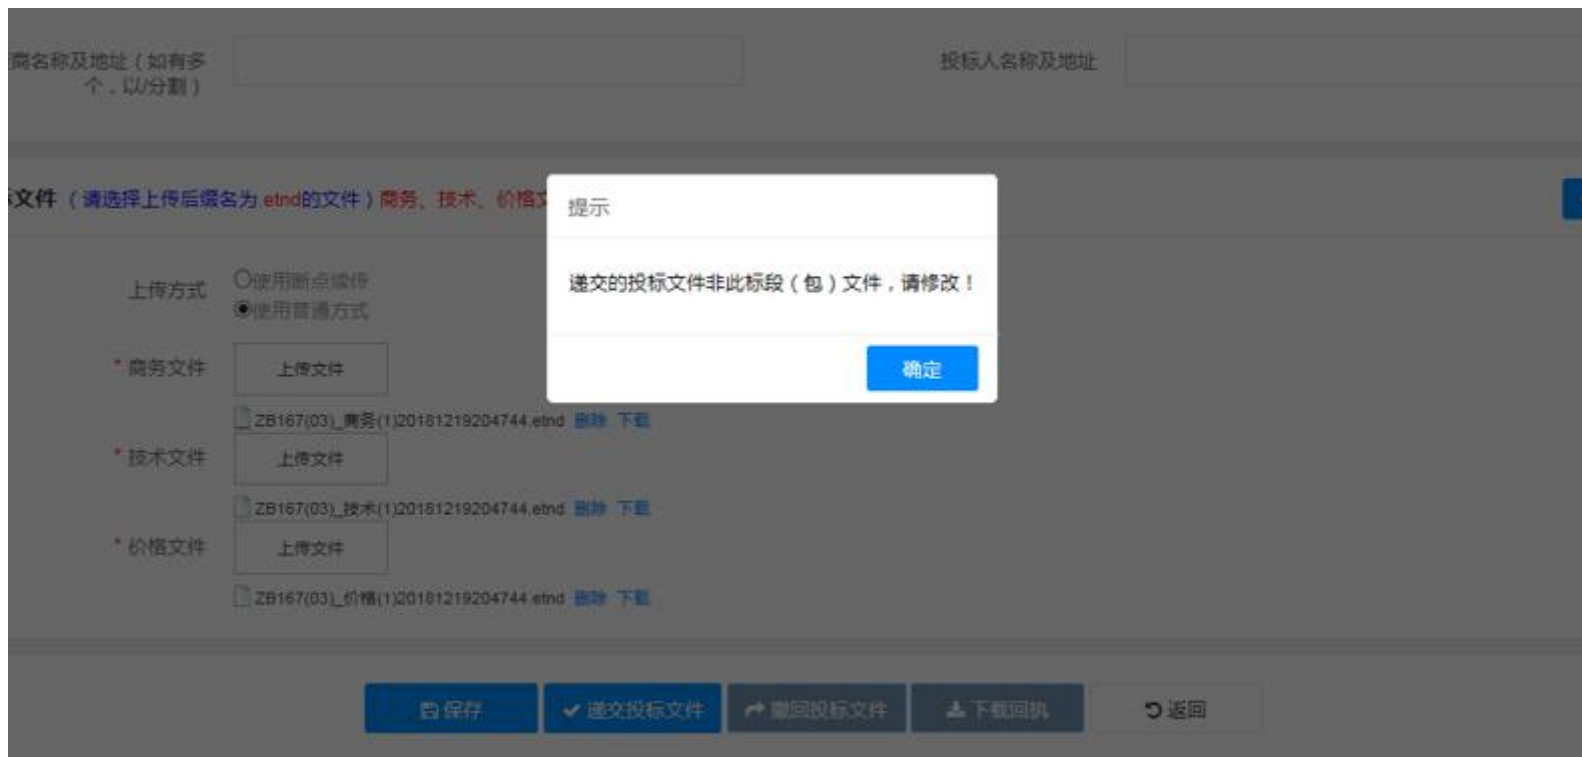 商名称及地址（如有多
个，以/分割）
投标人名称及地址
文件（请选择上传后缀名为.etnd的文件）商务、技术、价格
提示
递交的投标文件非此标段（包）文件，请修改！
确定
上传方式
使用断点续传
使用普通方式
*商务文件
上传文件
ZB167(03)_商务(1)20181219204744.etnd 删除 下载
*技术文件
上传文件
ZB167(03)_技术(1)20181219204744.etnd 删除 下载
*价格文件
上传文件
ZB167(03)_价格(1)20181219204744.etnd 删除 下载
保存
递交投标文件
撤回投标文件
下载回执
返回